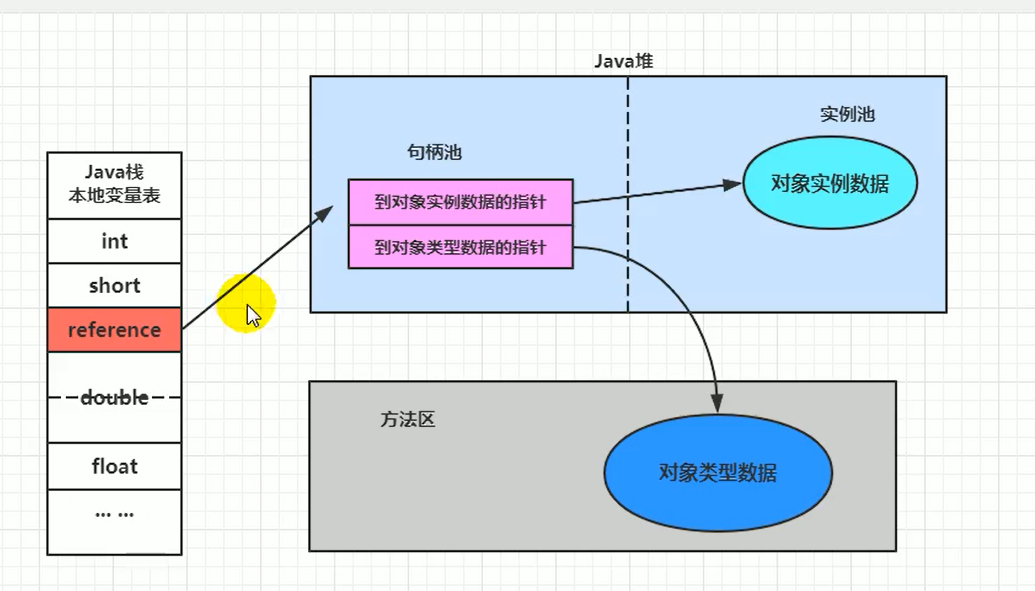 Java堆
实例池
句柄池
Java栈
本地变量表
到对象实例数据的指针
对象实例数据
int
到对象类型数据的指针
short
reference
double
方法区
float
对象类型数据
... ...